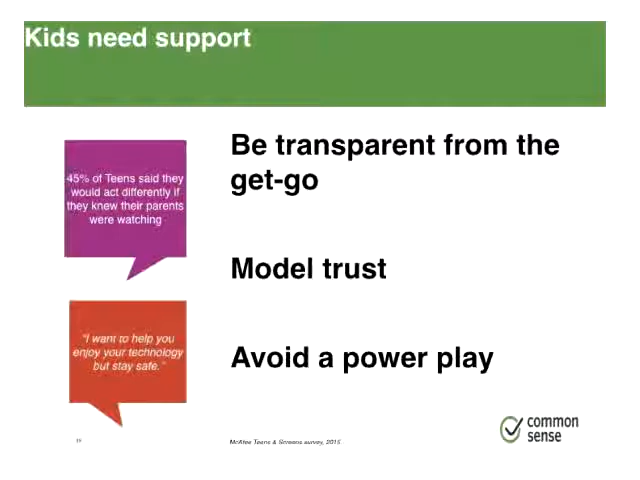 Kids need support
45% of Teens said they
would act differently if
they knew their parents
were watching
"I want to help you
enjoy your technology
but stay safe."
Be transparent from the
get-go
Model trust
Avoid a power play
McAfee Teens & Screens survey, 2015
common
sense